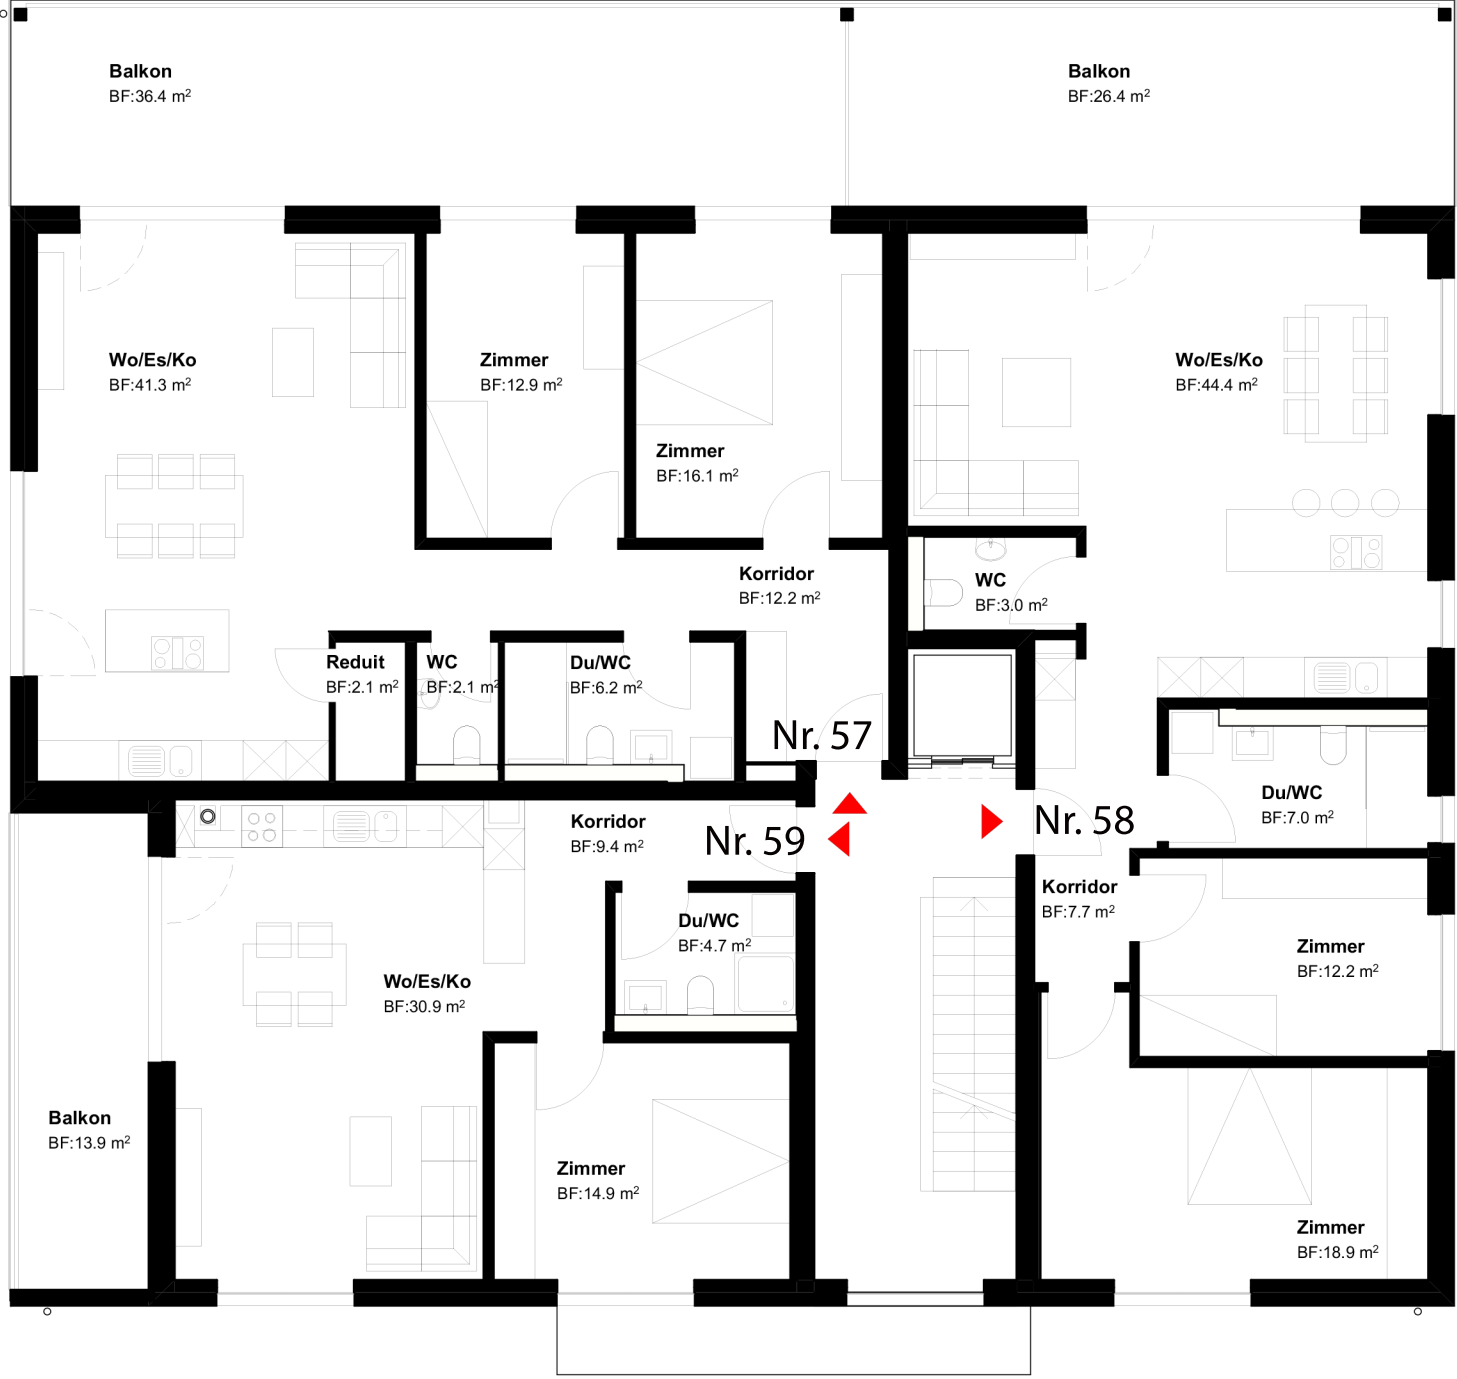 Balkon
BF:36.4 m²
Balkon
BF:26.4 m²
Wo/Es/Ko
BF:41.3 m²
Zimmer
BF:12.9 m²
Zimmer
BF:16.1 m²
Wo/Es/Ko
BF:44.4 m²
Korridor
BF:12.2 m²
WC
BF:3.0 m²
Reduit
BF:2.1 m²
WC
BF:2.1 m²
Du/WC
BF:6.2 m²
Nr. 57
Du/WC
BF:7.0 m²
Korridor
BF:9.4 m²
Nr. 59
Nr. 58
Korridor
BF:7.7 m²
Du/WC
BF:4.7 m²
Zimmer
BF:12.2 m²
Wo/Es/Ko
BF:30.9 m²
Balkon
BF:13.9 m²
Zimmer
BF:14.9 m²
Zimmer
BF:18.9 m²